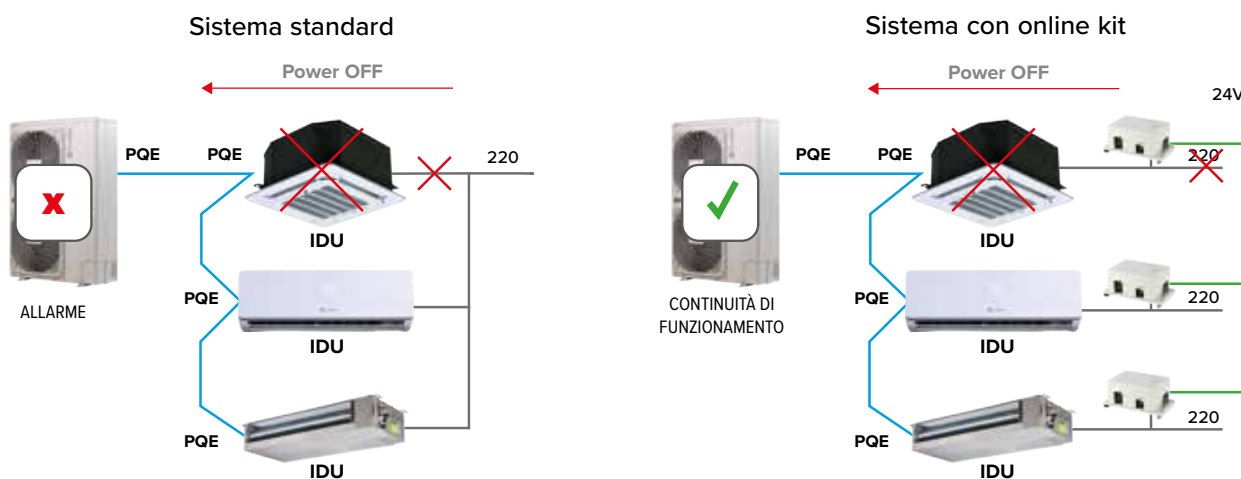 Sistema standard
Power OFF
PQE PQE 220
IDU
ALLARME
PQE
IDU
PQE
IDU
Sistema con online kit
Power OFF
24V
PQE PQE 220
IDU
CONTINUITÀ DI
FUNZIONAMENTO
PQE 220
IDU
220
PQE
IDU